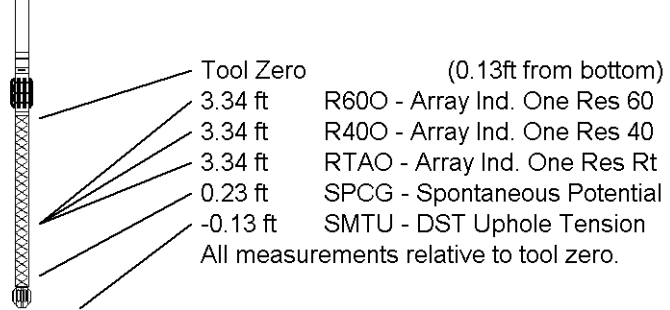 Tool Zero (0.13ft from bottom)
3.34 ft R60O - Array Ind. One Res 60
3.34 ft R40O - Array Ind. One Res 40
3.34 ft RTAO - Array Ind. One Res Rt
0.23 ft SPCG - Spontaneous Potential
-0.13 ft SMTU - DST Uphole Tension
All measurements relative to tool zero.